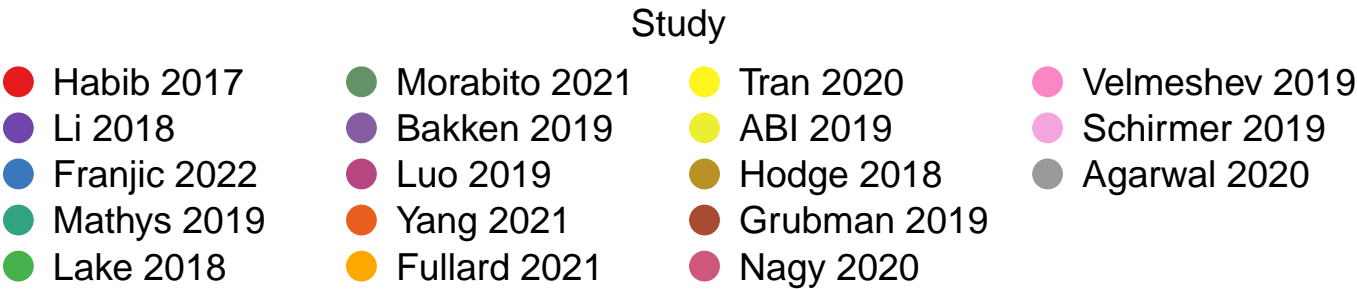 Study
Habib 2017
Li 2018
Franjic 2022
Mathys 2019
Lake 2018
Morabito 2021
Bakken 2019
Luo 2019
Yang 2021
Fullard 2021
Tran 2020
ABI 2019
Hodge 2018
Grubman 2019
Nagy 2020
Velmeshev 2019
Schirmer 2019
Agarwal 2020